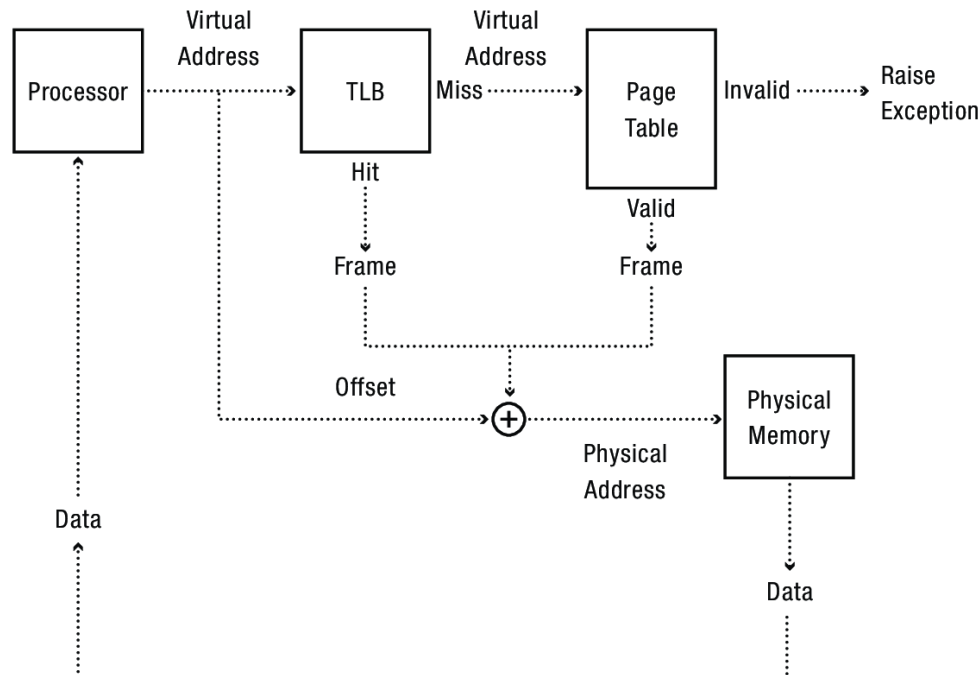 Virtual
Address
Virtual
Address
Processor
TLB
Miss
Page
Table
Invalid
Raise
Exception
Hit
Valid
Frame
Frame
Offset
+
Physical
Memory
Physical
Address
Data
Data